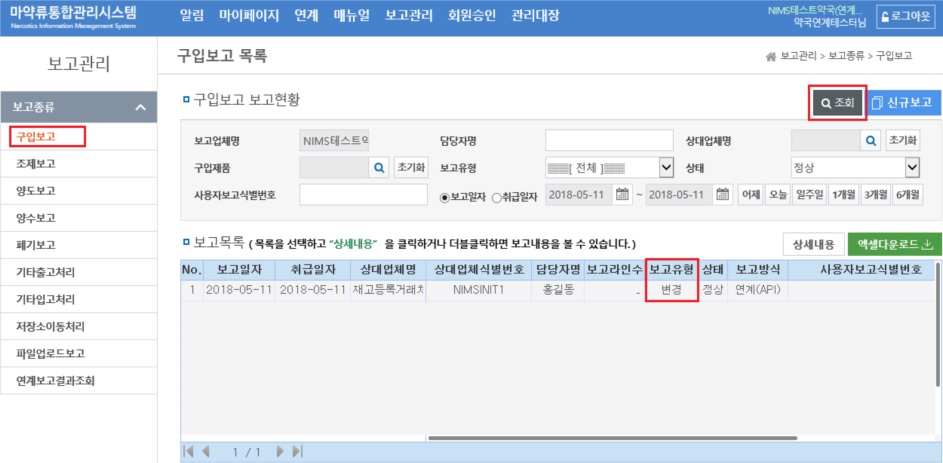 마약류통합관리시스템
Narcotics Information Management System
알림 마이페이지 연계 매뉴얼 보고관리 회원승인 관리대장
NIMS테스트약국(연계...
약국연계테스터님
로그아웃
보고관리
구입보고 목록
보고관리 > 보고종류 > 구입보고
보고종류
구입보고
조제보고
양도보고
양수보고
폐기보고
기타출고처리
기타입고처리
저장소이동처리
파일업로드보고
연계보고결과조회
구입보고 보고현황
조회 신규보고
보고업체명 NIMS테스트약 담당자명 상대업체명 초기화
구입제품 초기화 보고유형 [ 전체 ] 상태 정상
사용자보고식별번호 보고일자 취급일자 2018-05-11 ~ 2018-05-11 어제 오늘 일주일 1개월 3개월 6개월
보고목록 ( 목록을 선택하고 "상세내용" 을 클릭하거나 더블클릭하면 보고내용을 볼 수 있습니다. )
상세내용 엑셀다운로드
No. 보고일자 취급일자 상대업체명 상대업체식별번호 담당자명 보고라인수 보고유형 상태 보고방식 사용자보고식별번호
1 2018-05-11 2018-05-11 재고등록거래처 NIMSINIT1 홍길동 - 변경 정상 연계(API)
1 / 1